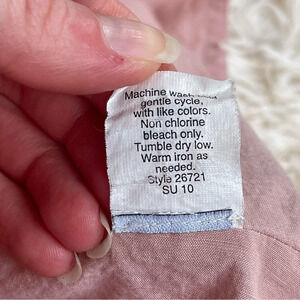 Machine wash
gentle cycle,
with like colors.
Non chlorine
bleach only.
Tumble dry low.
Warm iron as
needed.
Style 26721
SU 10